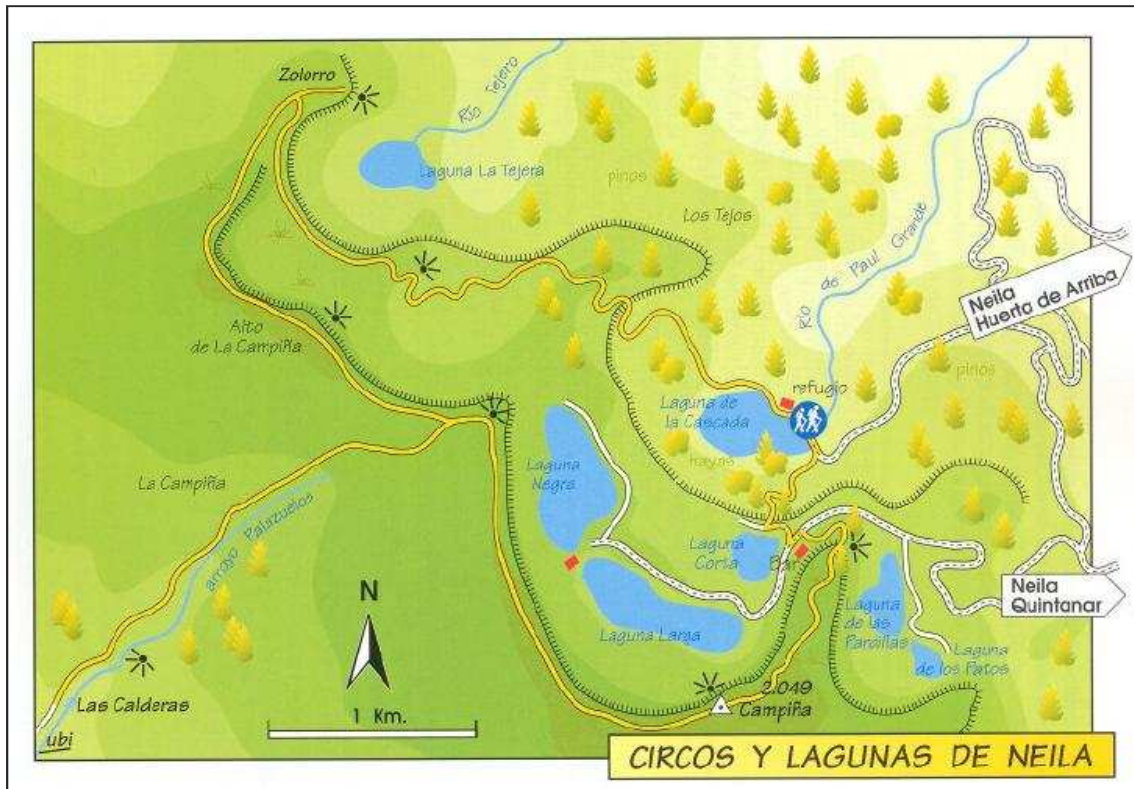 Zolorro
Río Tejero
Laguna La Tejera
pinos
Los Tejos
Río de Paul Grande
Neila
Huerta de Arriba
Alto
de La Campiña
refugio
pinos
Laguna de
la Cascada
hayas
Laguna
Negra
La Campiña
arroyo Palazuelos
Laguna
Corta
Bar
Neila
Quintanar
Laguna
de las
Pardillas
Laguna Larga
Laguna
de los Patos
N
2.049
Campiña
Las Calderas
1 Km.
ubi
CIRCOS Y LAGUNAS DE NEILA